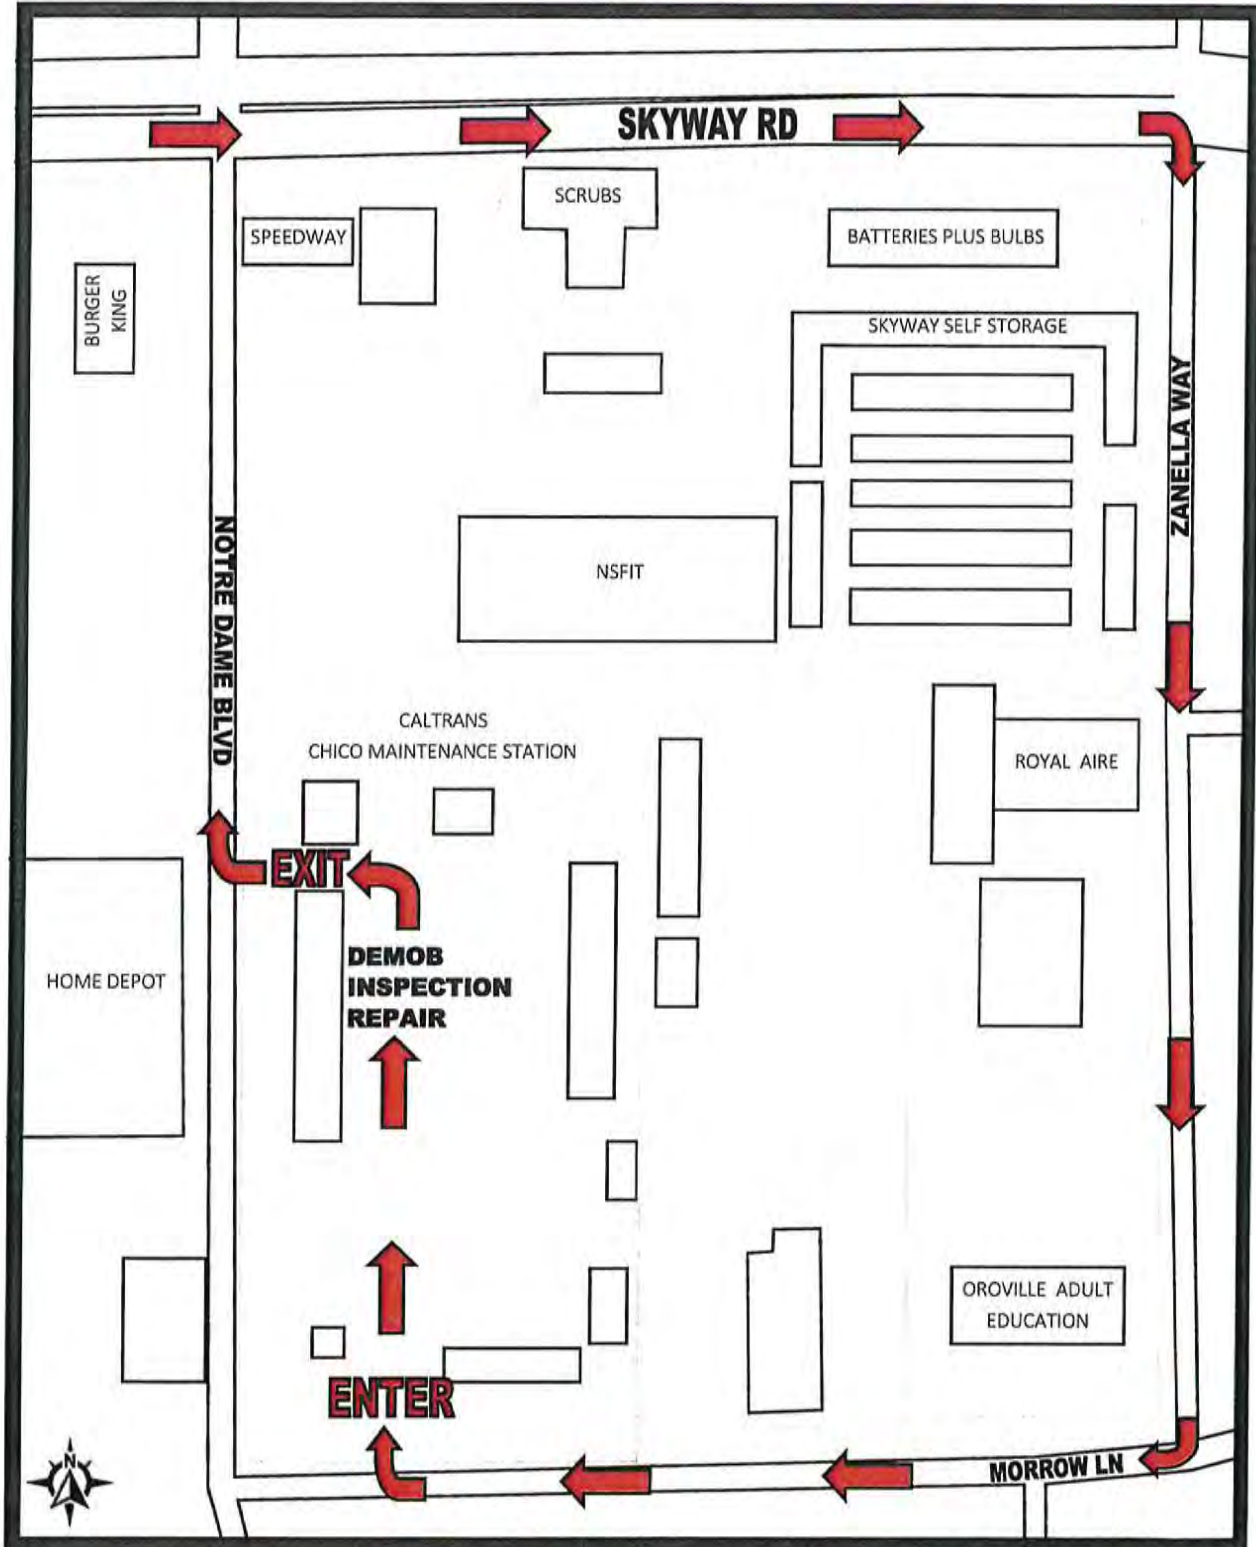 SKYWAY RD
SCRUBS
SPEEDWAY
BATTERIES PLUS BULBS
BURGER
KING
SKYWAY SELF STORAGE
ZANELLA WAY
NOTRE DAME BLVD
NSFIT
CALTRANS
CHICO MAINTENANCE STATION
ROYAL AIRE
EXIT
HOME DEPOT
DEMOB
INSPECTION
REPAIR
OROVILLE ADULT
EDUCATION
ENTER
MORROW LN
N